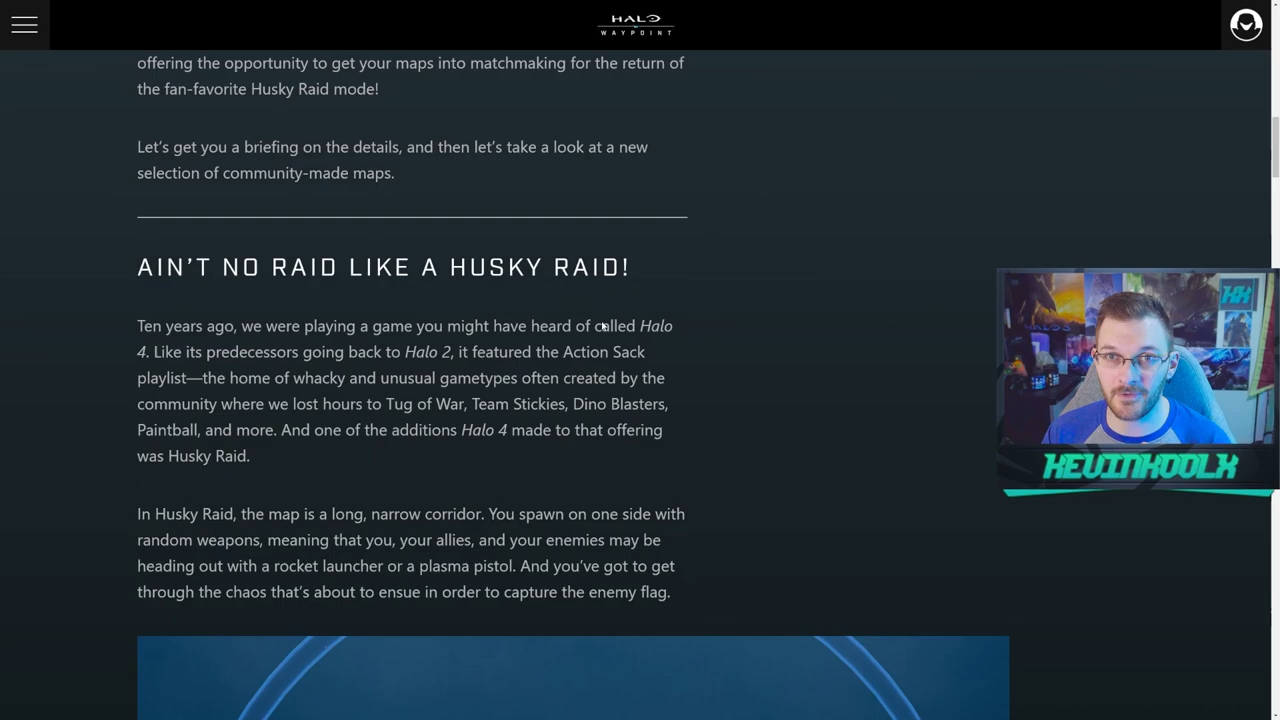 HALO
WAYPOINT
offering the opportunity to get your maps into matchmaking for the return of
the fan-favorite Husky Raid mode!
Let’s get you a briefing on the details, and then let’s take a look at a new
selection of community-made maps.
AIN’T NO RAID LIKE A HUSKY RAID!
Ten years ago, we were playing a game you might have heard of called Halo
4. Like its predecessors going back to Halo 2, it featured the Action Sack
playlist—the home of whacky and unusual gametypes often created by the
community where we lost hours to Tug of War, Team Stickies, Dino Blasters,
Paintball, and more. And one of the additions Halo 4 made to that offering
was Husky Raid.
In Husky Raid, the map is a long, narrow corridor. You spawn on one side with
random weapons, meaning that you, your allies, and your enemies may be
heading out with a rocket launcher or a plasma pistol. And you’ve got to get
through the chaos that’s about to ensue in order to capture the enemy flag.
KX
KEVINKOOLX